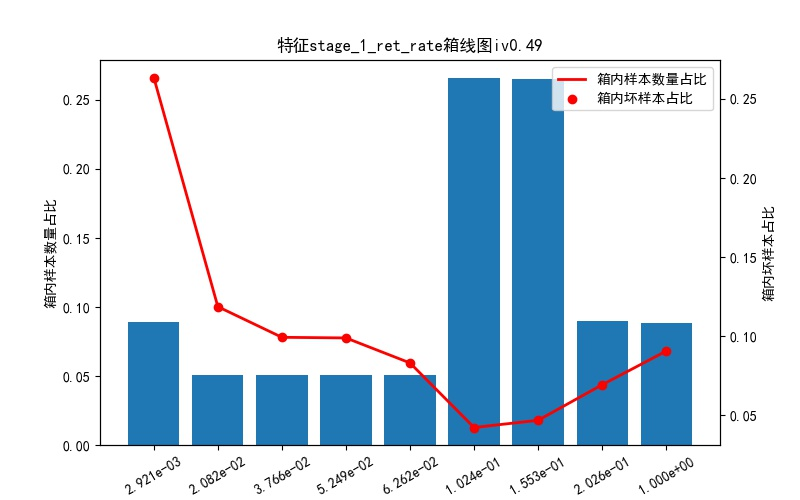 特征stage_1_ret_rate箱线图iv0.49
箱内样本数量占比
箱内坏样本占比
箱内样本数量占比
0.25
0.20
0.15
0.10
0.05
0.00
0.25
0.20
0.15
0.10
0.05
箱内坏样本占比
2.921e-03
2.082e-02
3.766e-02
5.249e-02
6.262e-02
1.024e-01
1.553e-01
2.026e-01
1.000e+00